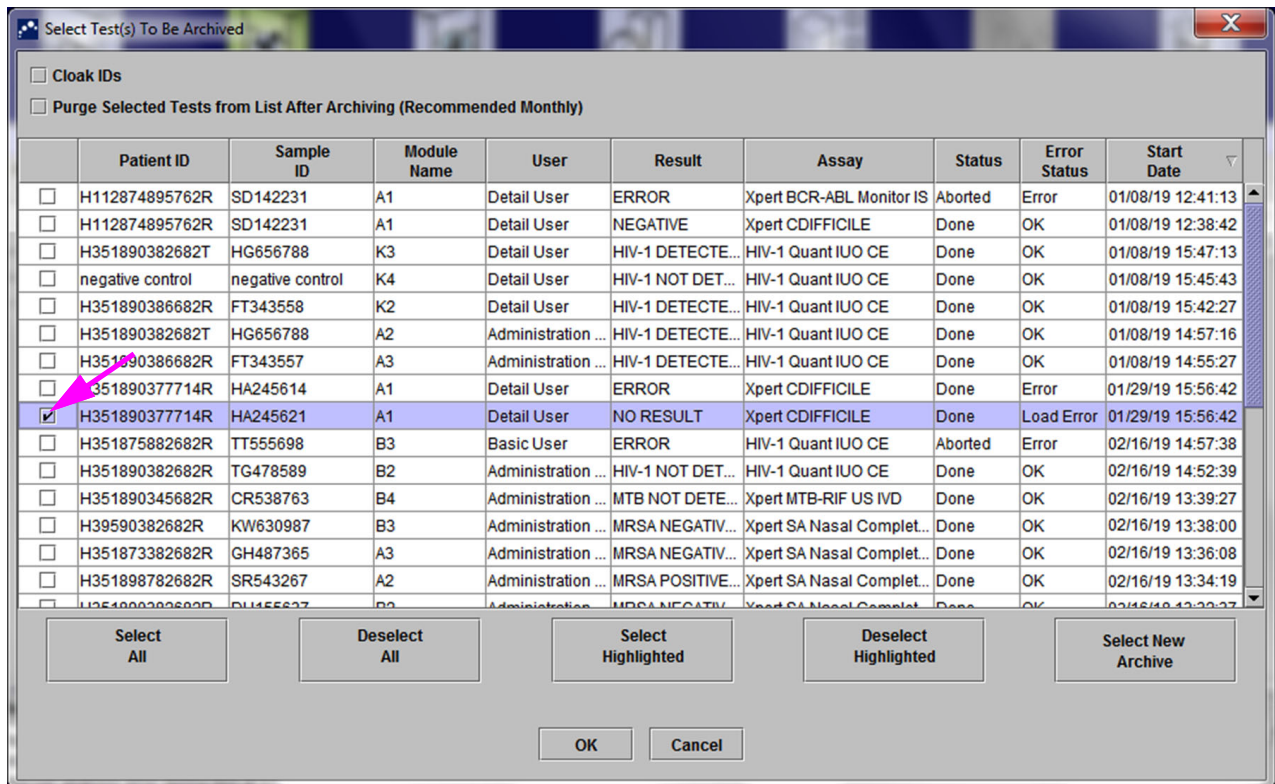 Select Test(s) To Be Archived
Cloak IDs
Purge Selected Tests from List After Archiving (Recommended Monthly)
Patient ID Sample ID Module Name User Result Assay Status Error Status Start Date
H112874895762R SD142231 A1 Detail User ERROR Xpert BCR-ABL Monitor IS Aborted Error 01/08/19 12:41:13
H112874895762R SD142231 A1 Detail User NEGATIVE Xpert CDIFFICILE Done OK 01/08/19 12:38:42
H351890382682T HG656788 K3 Detail User HIV-1 DETECTE... HIV-1 Quant IUO CE Done OK 01/08/19 15:47:13
negative control negative control K4 Detail User HIV-1 NOT DET... HIV-1 Quant IUO CE Done OK 01/08/19 15:45:43
H351890386682R FT343558 K2 Detail User HIV-1 DETECTE... HIV-1 Quant IUO CE Done OK 01/08/19 15:42:27
H351890382682T HG656788 A2 Administration ... HIV-1 DETECTE... HIV-1 Quant IUO CE Done OK 01/08/19 14:57:16
H351890386682R FT343557 A3 Administration ... HIV-1 DETECTE... HIV-1 Quant IUO CE Done OK 01/08/19 14:55:27
HA245614 A1 Detail User ERROR Xpert CDIFFICILE Done Error 01/29/19 15:56:42
H351890377714R HA245621 A1 Detail User NO RESULT Xpert CDIFFICILE Done Load Error 01/29/19 15:56:42
H351875882682R TT555698 B3 Basic User ERROR HIV-1 Quant IUO CE Aborted Error 02/16/19 14:57:38
H351890382682R TG478589 B2 Administration ... HIV-1 NOT DET... HIV-1 Quant IUO CE Done OK 02/16/19 14:52:39
H351890345682R CR538763 B4 Administration ... MTB NOT DETE... Xpert MTB-RIF US IVD Done OK 02/16/19 13:39:27
H39590382682R KW630987 B3 Administration ... MRSA NEGATIV... Xpert SA Nasal Complet... Done OK 02/16/19 13:38:00
H351873382682R GH487365 A3 Administration ... MRSA NEGATIV... Xpert SA Nasal Complet... Done OK 02/16/19 13:36:08
H351898782682R SR543267 A2 Administration ... MRSA POSITIVE... Xpert SA Nasal Complet... Done OK 02/16/19 13:34:19
Select All Deselect All Select Highlighted Deselect Highlighted Select New Archive
OK Cancel